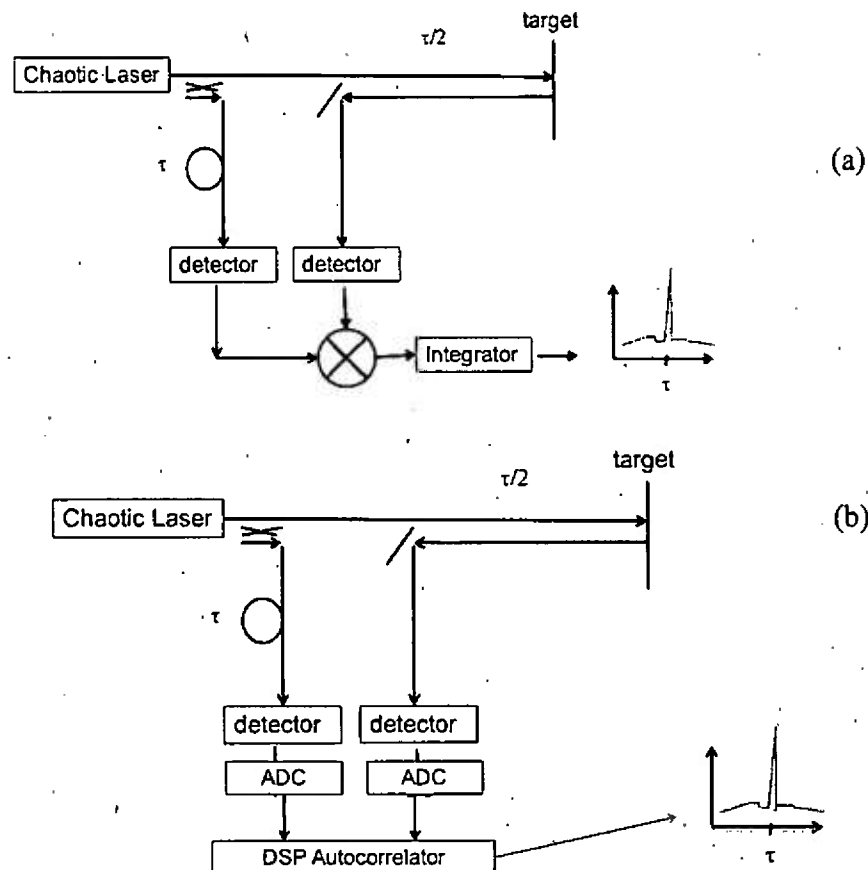 target
τ/2
Chaotic Laser
τ
(a)
detector
detector
Integrator
τ
target
τ/2
Chaotic Laser
(b)
τ
detector
detector
ADC
ADC
DSP Autocorrelator
τ